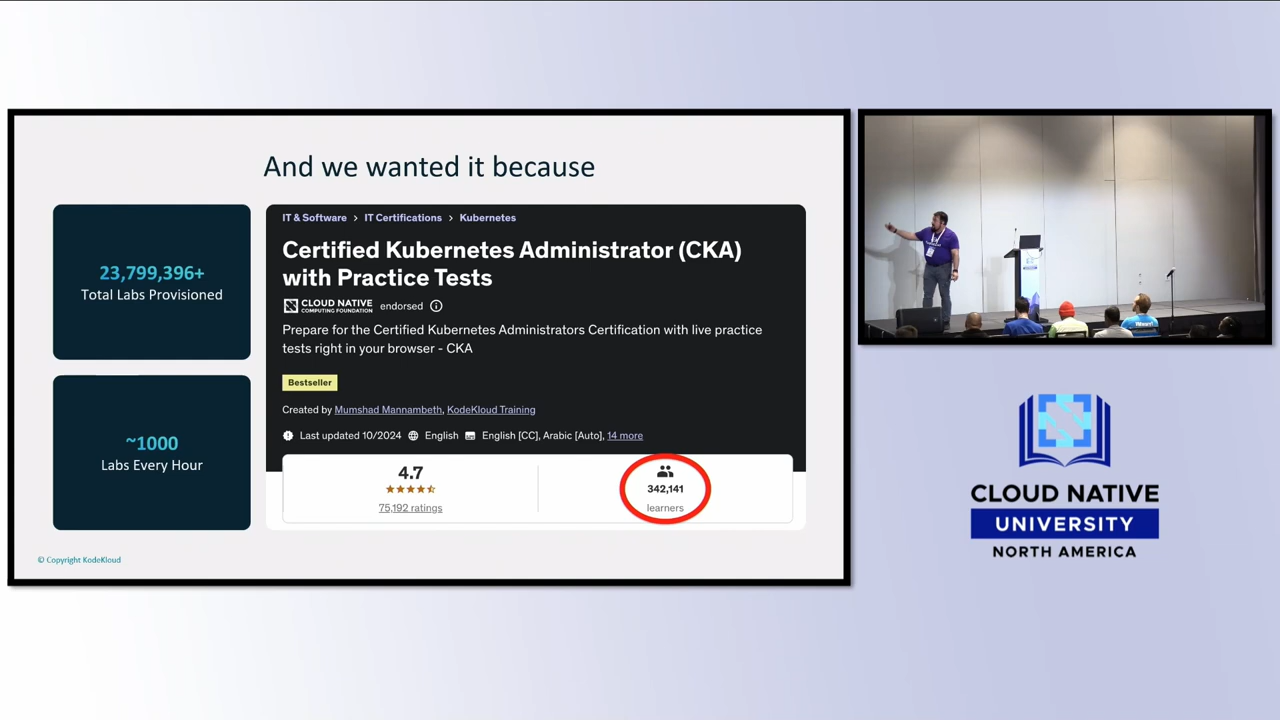 And we wanted it because
23,799,396+
Total Labs Provisioned
~1000
Labs Every Hour
IT & Software > IT Certifications > Kubernetes
Certified Kubernetes Administrator (CKA)
with Practice Tests
CLOUD NATIVE
COMPUTING FOUNDATION
endorsed
Prepare for the Certified Kubernetes Administrators Certification with live practice
tests right in your browser - CKA
Bestseller
Created by Mumshad Mannambeth, KodeKloud Training
Last updated 10/2024 English English [CC], Arabic [Auto], 14 more
4.7
75,192 ratings
342,141
learners
© Copyright KodeKloud
CLOUD NATIVE
UNIVERSITY
NORTH AMERICA